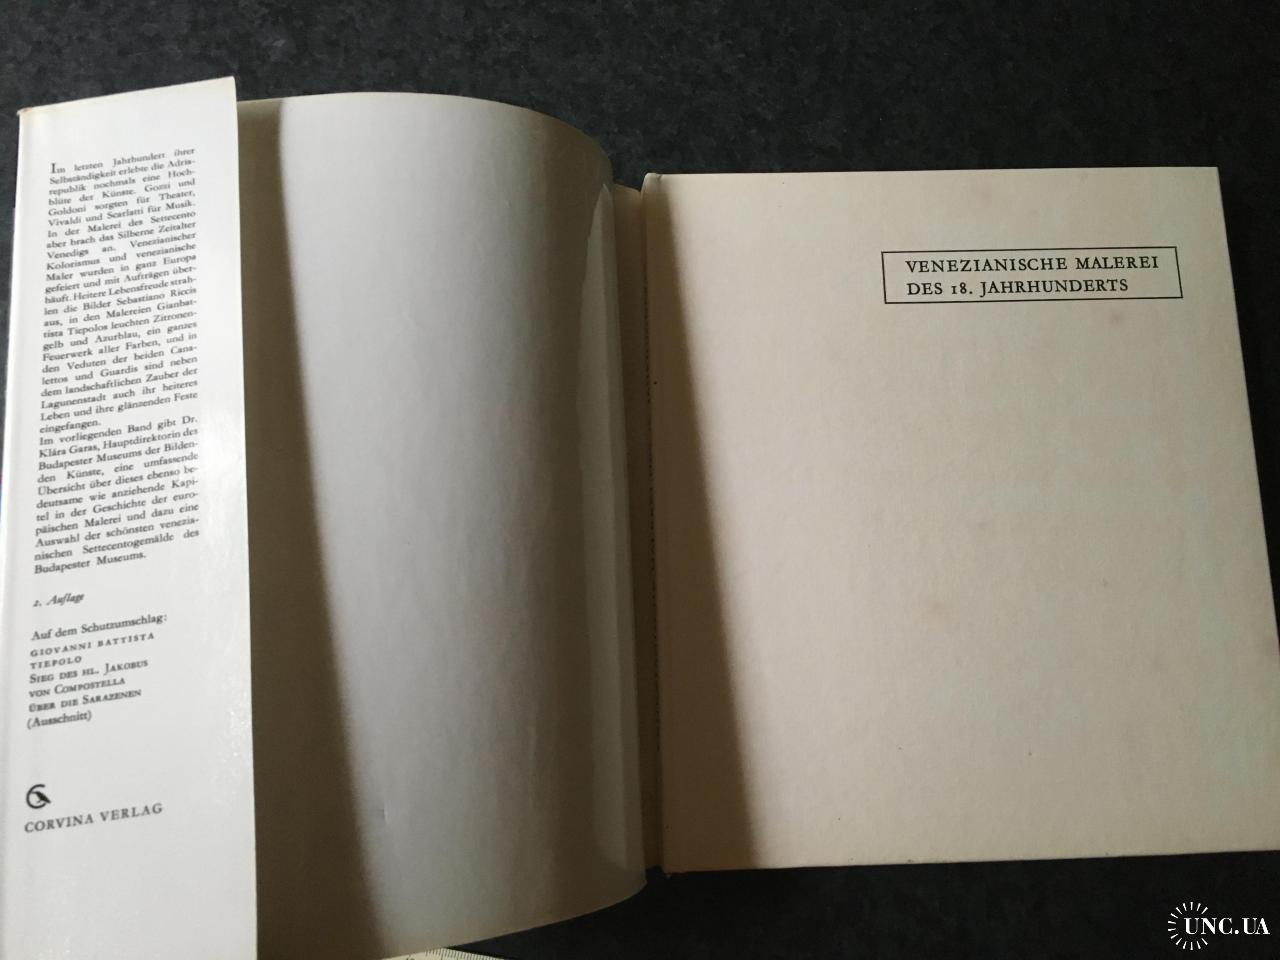 Im letzten Jahrhundert ihrer
Selbständigkeit erlebte die Adria-
republik nochmals eine Hoch-
blüte der Künste. Gozzi und
Goldoni sorgten für Theater,
Vivaldi und Scarlatti für Musik.
In der Malerei des Settecento
aber brach das Silberne Zeitalter
Venedigs an. Venezianischer
Kolorismus und venezianische
Maler wurden in ganz Europa
gefeiert und mit Aufträgen über-
häuft. Heitere Lebensfreude strah-
len die Bilder Sebastiano Riccis
aus, in den Malereien Gianbat-
tista Tiepolos leuchten Zitronen-
gelb und Azurblau, ein ganzes
Feuerwerk aller Farben, und in
den Veduten der beiden Cana-
lettos und Guardis sind neben
dem landschaftlichen Zauber der
Lagunenstadt auch ihr heiteres
Leben und ihre glänzenden Feste
eingefangen.
Im vorliegenden Band gibt Dr.
Klára Garas, Hauptdirektorin des
Budapester Museums der Bilden-
den Künste, eine umfassende
Übersicht über dieses ebenso be-
deutsame wie anziehende Kapi-
tel in der Geschichte der euro-
päischen Malerei und dazu eine
Auswahl der schönsten venezia-
nischen Settecentogemälde des
Budapester Museums.
2. Auflage
Auf dem Schutzumschlag:
GIOVANNI BATTISTA
TIEPOLO
SIEG DES HL. JAKOBUS
VON COMPOSTELLA
ÜBER DIE SARAZENEN
(Ausschnitt)
CORVINA VERLAG
VENEZIANISCHE MALEREI
DES 18. JAHRHUNDERTS
UNC.UA